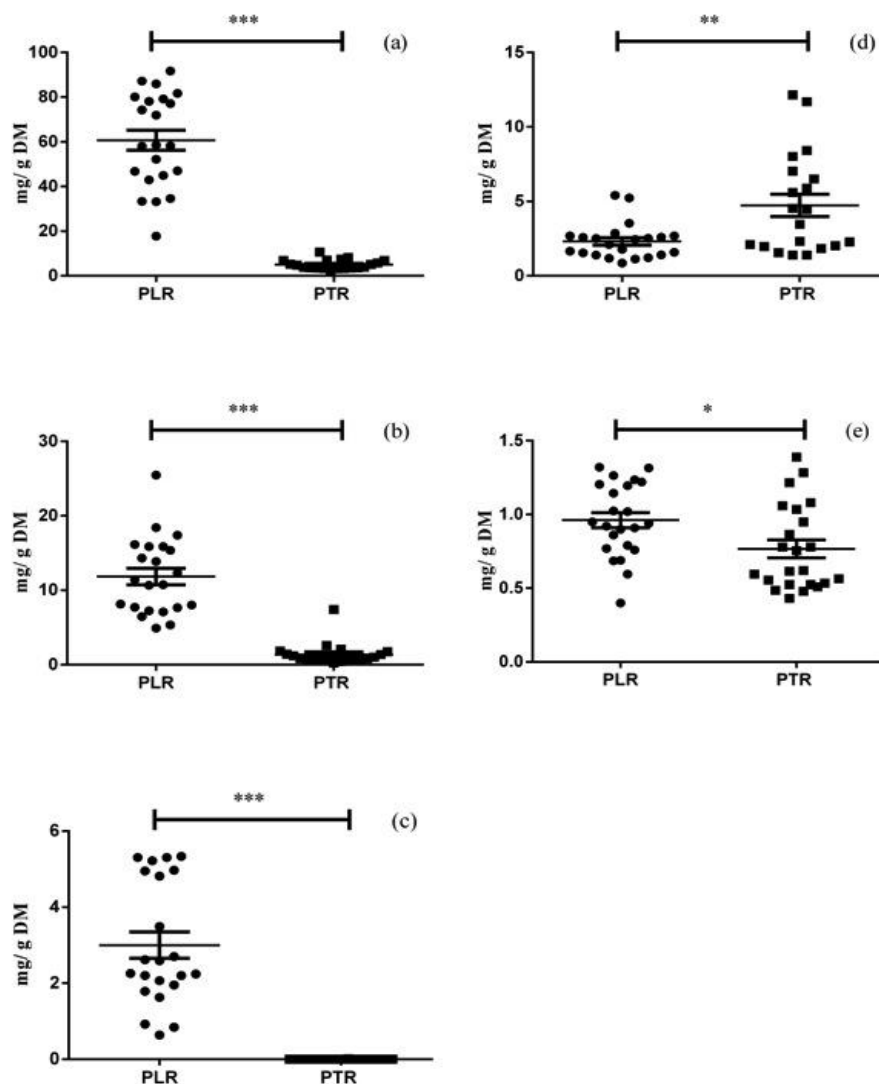 ***
(a)
100
80
60
40
20
0
mg/ g DM
PLR PTR
**
(d)
15
10
5
0
mg/ g DM
PLR PTR
***
(b)
30
20
10
0
mg/ g DM
PLR PTR
*
(e)
1.5
1.0
0.5
0.0
mg/ g DM
PLR PTR
***
(c)
6
4
2
0
mg/ g DM
PLR PTR